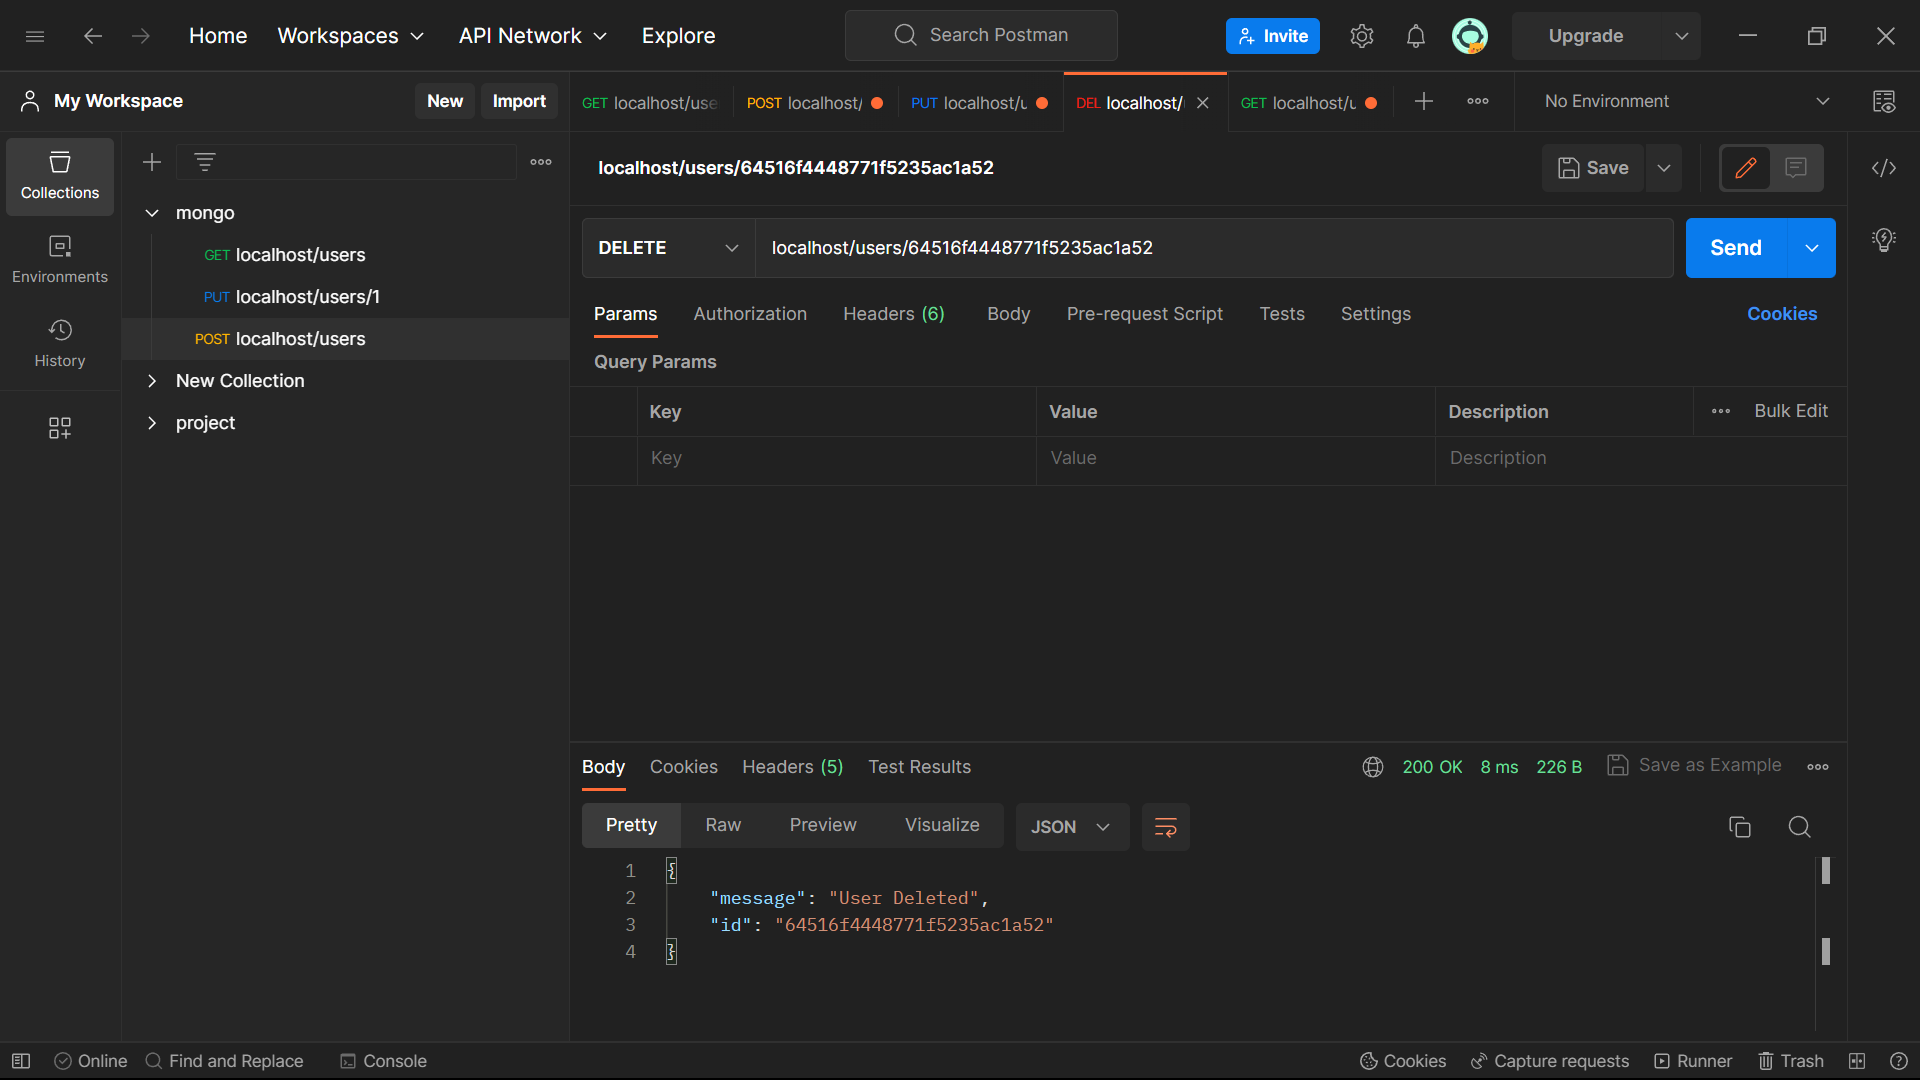 Home Workspaces API Network Explore Search Postman Invite Upgrade
My Workspace New Import GET localhost/use POST localhost/ PUT localhost/u DEL localhost/ GET localhost/u No Environment
Collections
Environments
History
mongo
GET localhost/users
PUT localhost/users/1
POST localhost/users
New Collection
project
localhost/users/64516f4448771f5235ac1a52 Save
DELETE localhost/users/64516f4448771f5235ac1a52 Send
Params Authorization Headers (6) Body Pre-request Script Tests Settings Cookies
Query Params
Key Value Description Bulk Edit
Key Value Description
Body Cookies Headers (5) Test Results 200 OK 8 ms 226 B Save as Example
Pretty Raw Preview Visualize JSON
1 {
2 "message": "User Deleted",
3 "id": "64516f4448771f5235ac1a52"
4 }
Online Find and Replace Console Cookies Capture requests Runner Trash